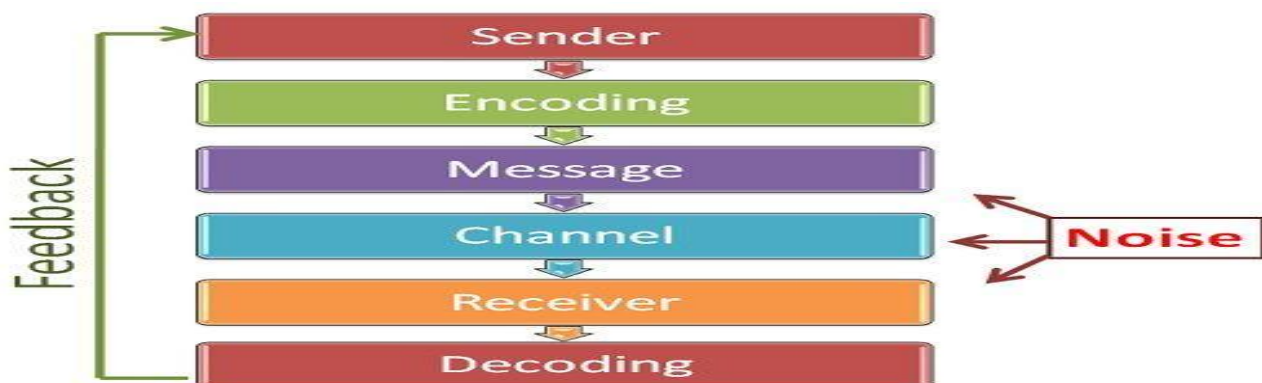 Sender
Encoding
Message
Channel
Receiver
Decoding
Feedback
Noise